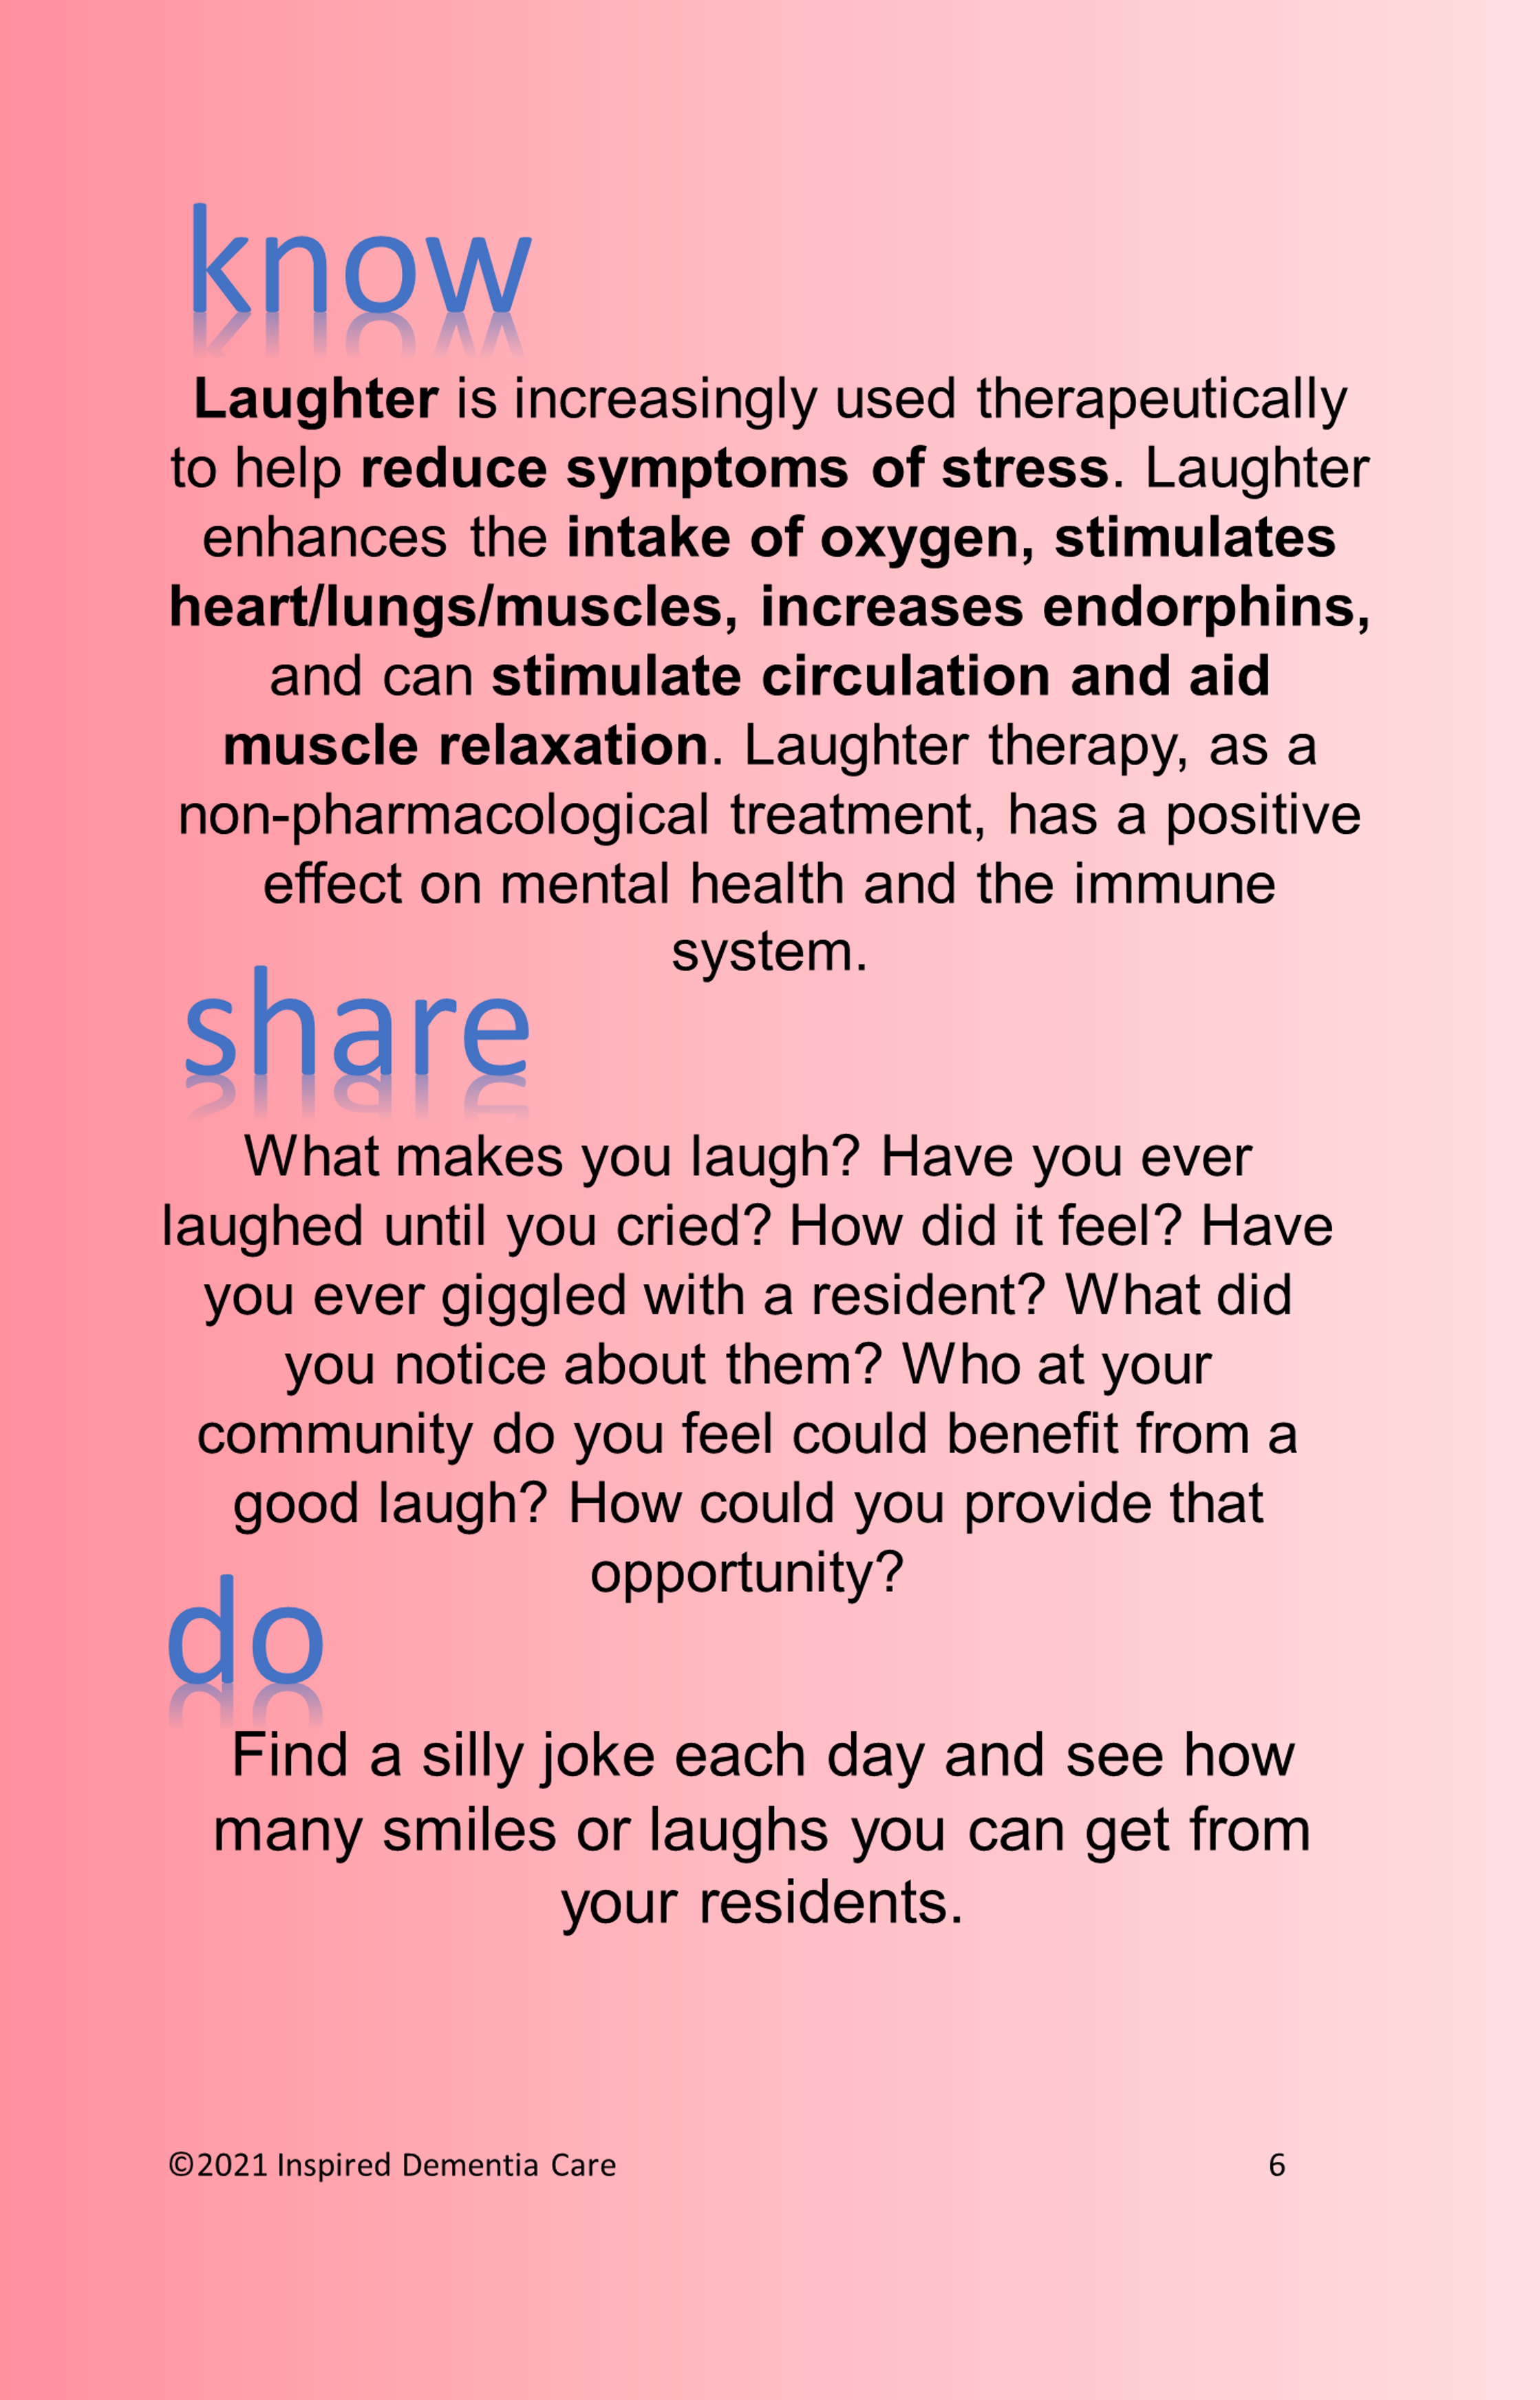 know
Laughter is increasingly used therapeutically
to help reduce symptoms of stress. Laughter
enhances the intake of oxygen, stimulates
heart/lungs/muscles, increases endorphins,
and can stimulate circulation and aid
muscle relaxation. Laughter therapy, as a
non-pharmacological treatment, has a positive
effect on mental health and the immune
system.
share
What makes you laugh? Have you ever
laughed until you cried? How did it feel? Have
you ever giggled with a resident? What did
you notice about them? Who at your
community do you feel could benefit from a
good laugh? How could you provide that
opportunity?
do
Find a silly joke each day and see how
many smiles or laughs you can get from
your residents.
©2021 Inspired Dementia Care 6